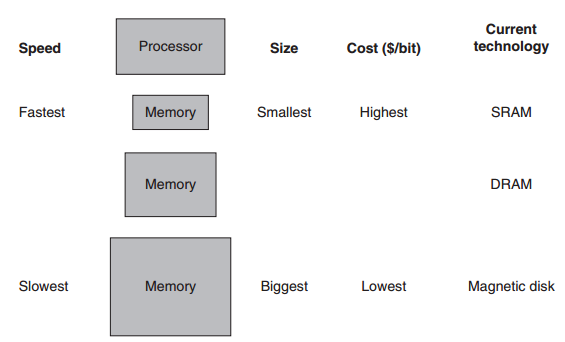 Speed
Processor
Size
Cost ($/bit)
Current
technology
Fastest
Memory
Smallest
Highest
SRAM
Memory
DRAM
Slowest
Memory
Biggest
Lowest
Magnetic disk